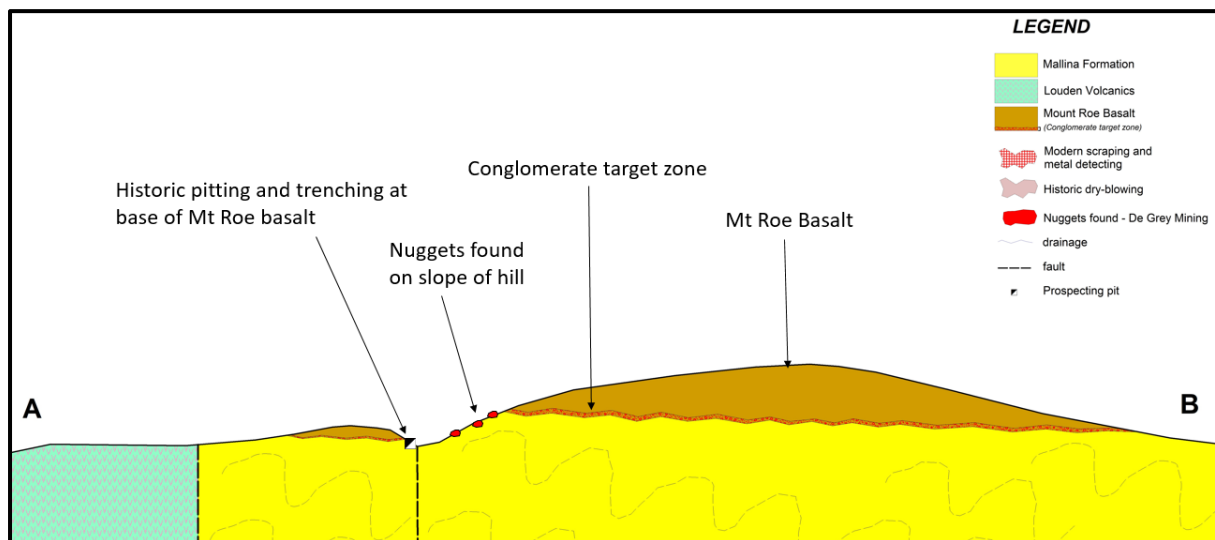 LEGEND
Mallina Formation
Louden Volcanics
Mount Roe Basalt
(Conglomerate target zone)
Modern scraping and
metal detecting
Historic dry-blowing
Nuggets found - De Grey Mining
drainage
fault
Prospecting pit
Historic pitting and trenching at
base of Mt Roe basalt
Nuggets found
on slope of hill
Conglomerate target zone
Mt Roe Basalt
A
B